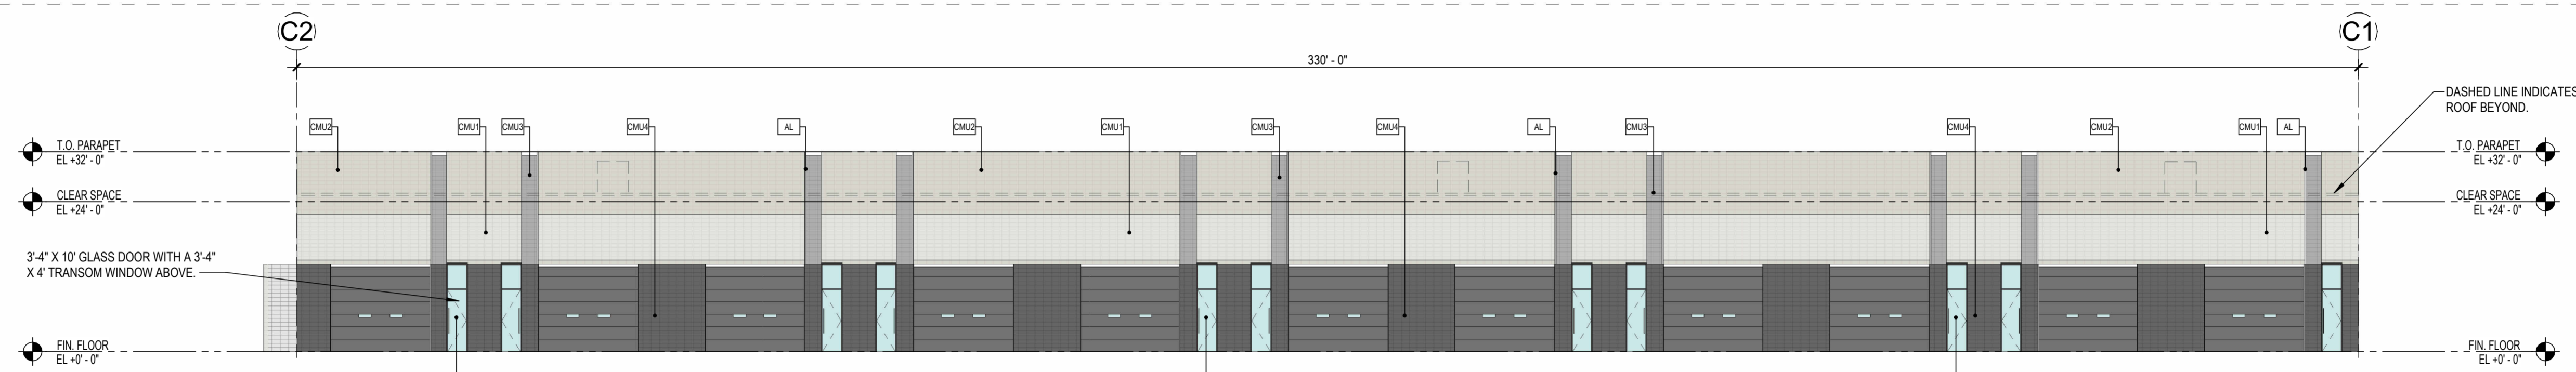 C2
C1
330' - 0"
DASHED LINE INDICATES
ROOF BEYOND.
CMU2
CMU1
CMU3
CMU4
AL
CMU2
CMU1
CMU3
CMU4
AL
CMU3
CMU4
CMU2
CMU1
AL
T.O. PARAPET
EL +32' - 0"
T.O. PARAPET
EL +32' - 0"
CLEAR SPACE
EL +24' - 0"
CLEAR SPACE
EL +24' - 0"
3'-4" X 10' GLASS DOOR WITH A 3'-4"
X 4' TRANSOM WINDOW ABOVE.
FIN. FLOOR
EL +0' - 0"
FIN. FLOOR
EL +0' - 0"